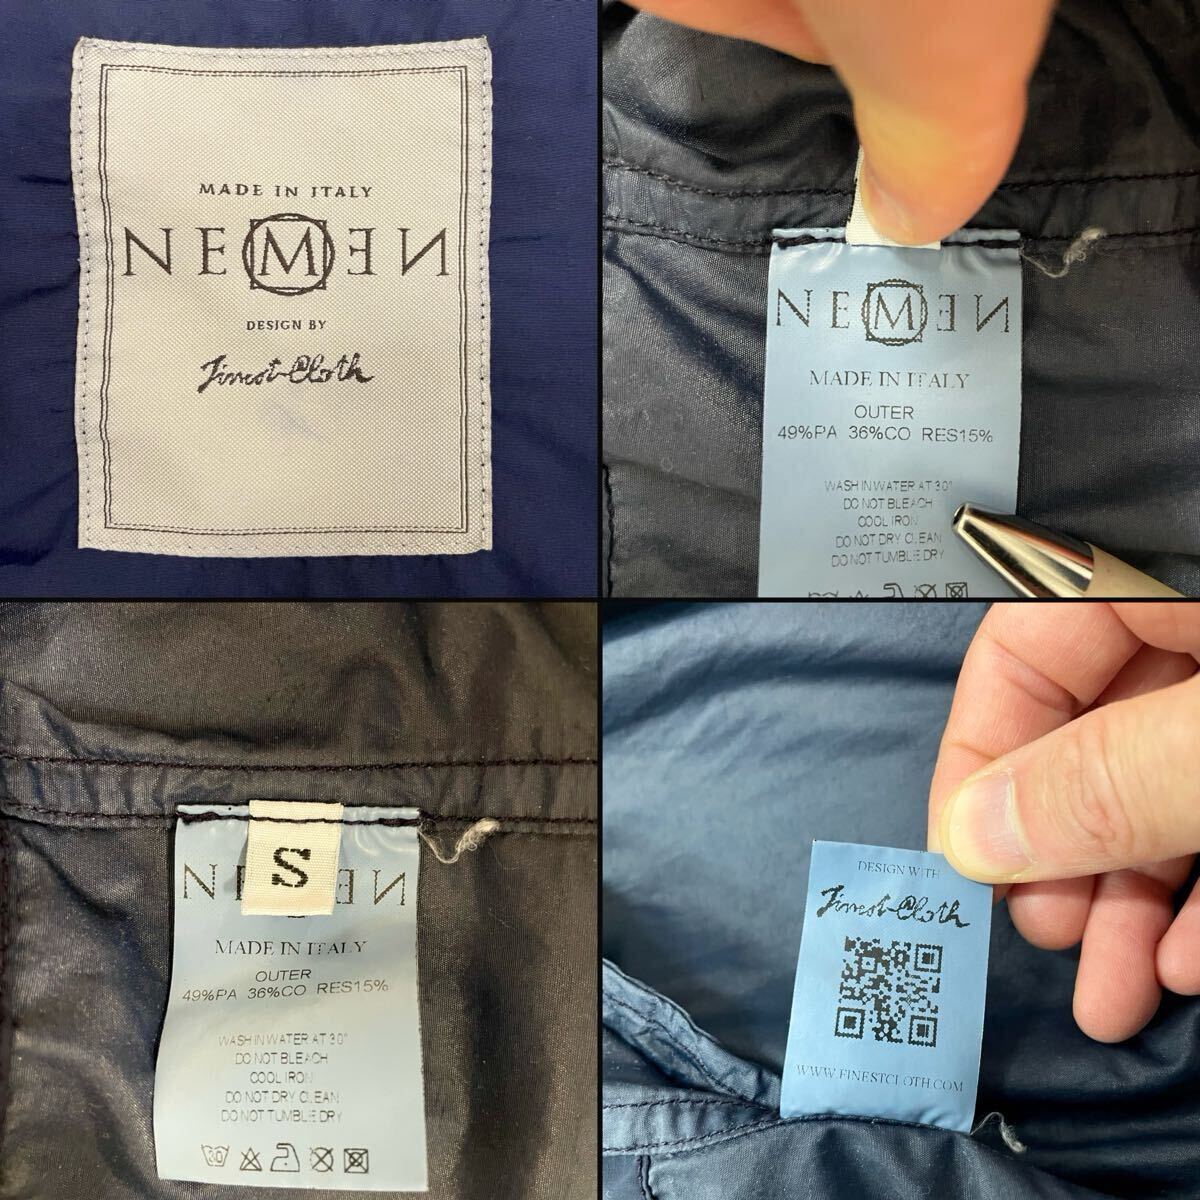 MADE IN ITALY
NEMEN
DESIGN BY
Finest Cloth
NEMEN
MADE IN ITALY
OUTER
49%PA 36%CO RES15%
WASH IN WATER AT 30°
DO NOT BLEACH
COOL IRON
DO NOT DRY CLEAN
DO NOT TUMBLE DRY
S
NEMEN
MADE IN ITALY
OUTER
49%PA 36%CO RES15%
WASH IN WATER AT 30°
DO NOT BLEACH
COOL IRON
DO NOT DRY CLEAN
DO NOT TUMBLE DRY
30
DESIGN WITH
Finest Cloth
WWW.FINESTCLOTH.COM